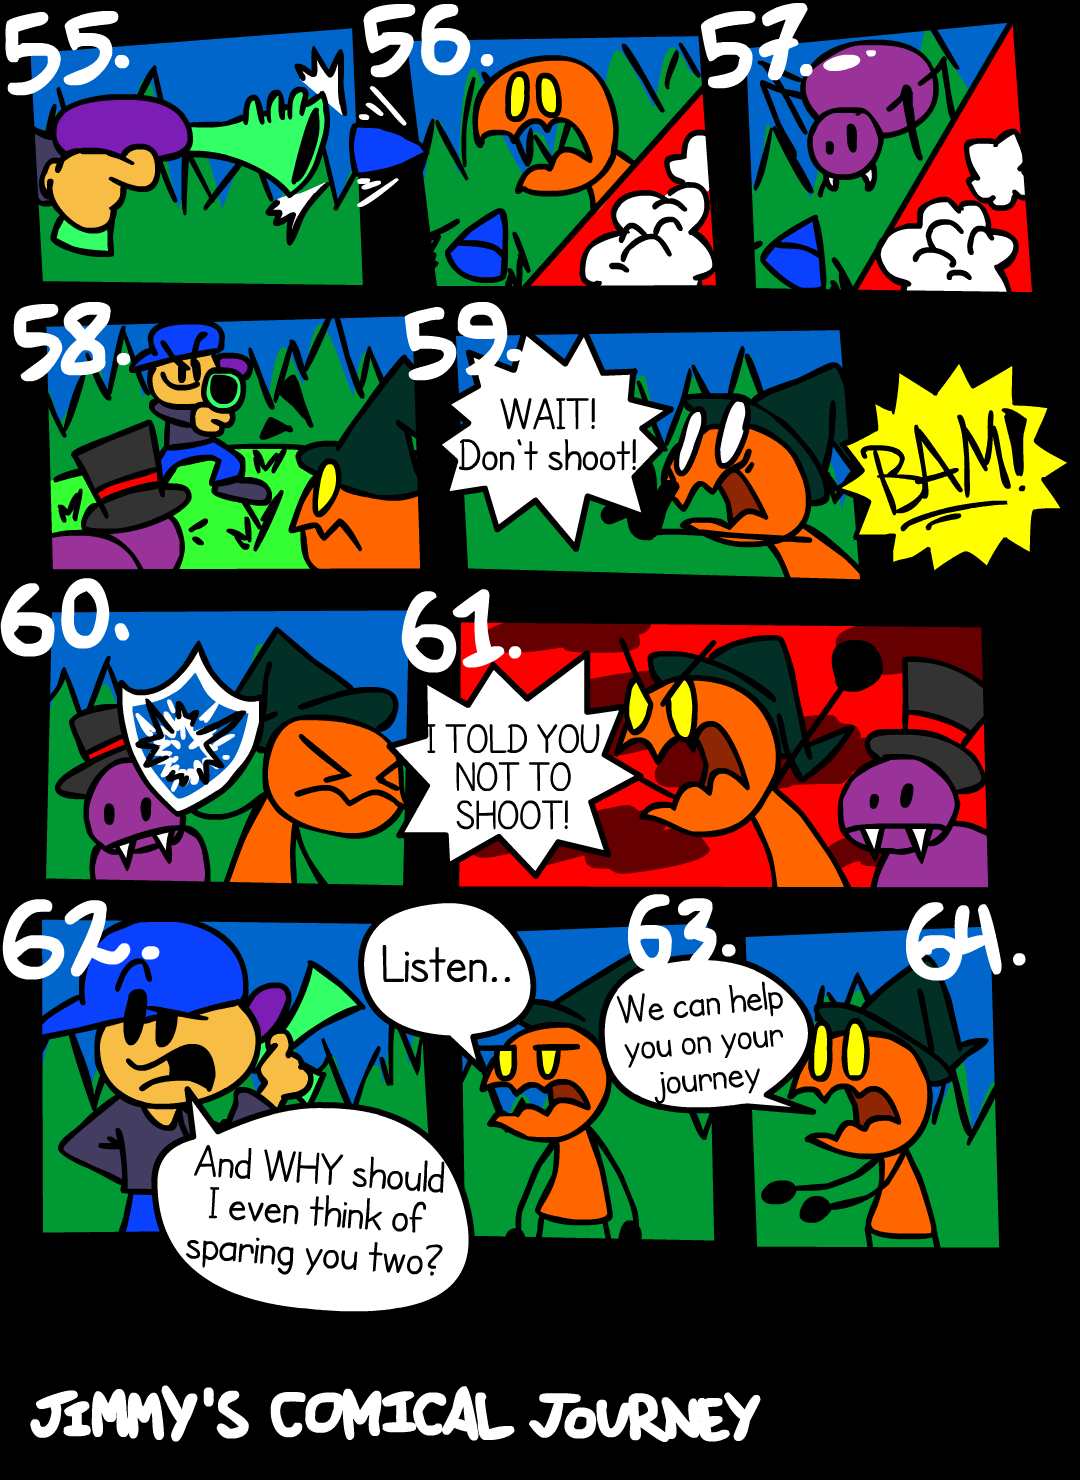 55.
56.
57.
58.
59.
WAIT!
Don't shoot!
BAM!
60.
61.
I TOLD YOU
NOT TO
SHOOT!
62.
And WHY should
I even think of
sparing you two?
Listen..
63.
We can help
you on your
journey
64.
JIMMY'S COMICAL JOURNEY